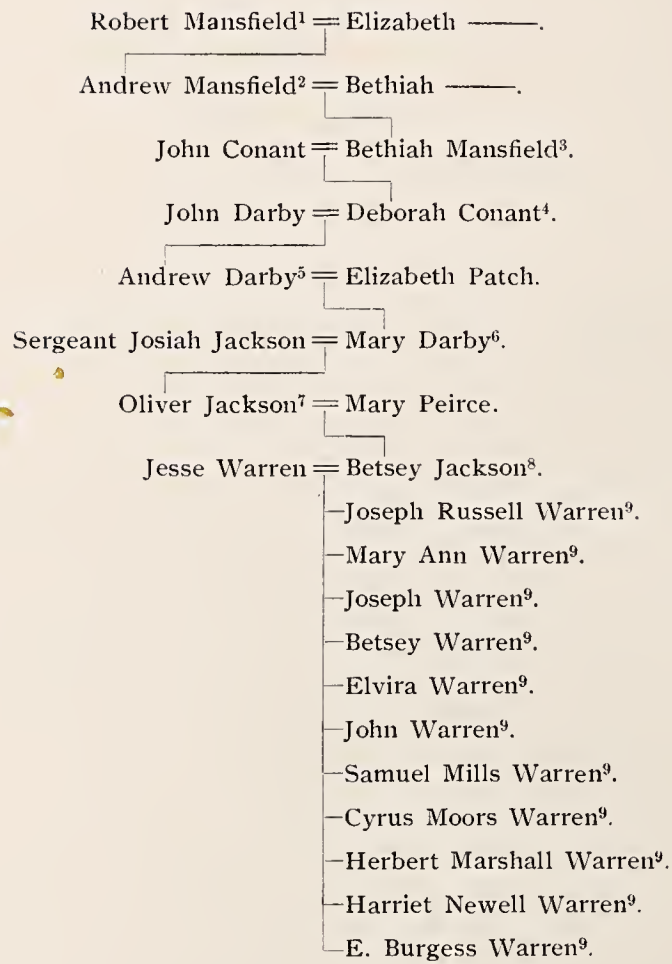 Robert Mansfield¹ = Elizabeth ——.
Andrew Mansfield² = Bethiah ——.
John Conant = Bethiah Mansfield³.
John Darby = Deborah Conant⁴.
Andrew Darby⁵ = Elizabeth Patch.
Sergeant Josiah Jackson = Mary Darby⁶.
Oliver Jackson⁷ = Mary Peirce.
Jesse Warren = Betsey Jackson⁸.
Joseph Russell Warren⁹.
Mary Ann Warren⁹.
Joseph Warren⁹.
Betsey Warren⁹.
Elvira Warren⁹.
John Warren⁹.
Samuel Mills Warren⁹.
Cyrus Moors Warren⁹.
Herbert Marshall Warren⁹.
Harriet Newell Warren⁹.
E. Burgess Warren⁹.